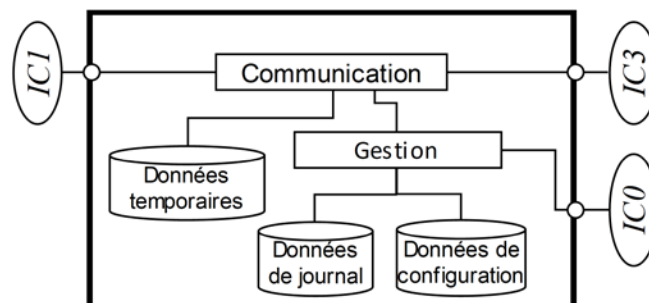 IC1
Communication
IC3
Gestion
Données
temporaires
IC0
Données
de journal
Données de
configuration